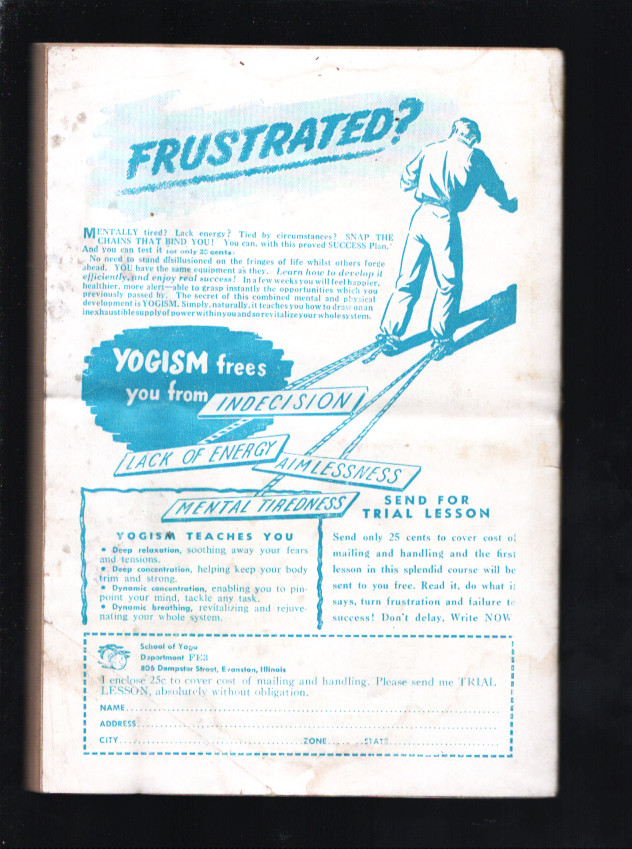 FRUSTRATED?
MENTALLY tired? Lack energy? Tied by circumstances? SNAP THE
CHAINS THAT BIND YOU! You can, with this proved SUCCESS Plan.
And you can test it for only 25 cents!
No need to stand disillusioned on the fringes of life whilst others forge
ahead. YOU have the same equipment as they. Learn how to develop it
efficiently, and enjoy real success! In a few weeks you will feel happier,
healthier, more alert—able to grasp instantly the opportunities which you
previously passed by. The secret of this combined mental and physical
development is YOGISM. Simply, naturally, it teaches you how to draw on an
inexhaustible supply of power within you and so revitalize your whole system.
YOGISM frees
you from
INDECISION
LACK OF ENERGY
AIMLESSNESS
MENTAL TIREDNESS
YOGISM TEACHES YOU
• Deep relaxation, soothing away your fears
and tensions.
• Deep concentration, helping keep your body
trim and strong.
• Dynamic concentration, enabling you to pin-
point your mind, tackle any task.
• Dynamic breathing, revitalizing and rejuve-
nating your whole system.
SEND FOR
TRIAL LESSON
Send only 25 cents to cover cost of
mailing and handling and the first
lesson in this splendid course will be
sent to you free. Read it, do what it
says, turn frustration and failure to
success! Don't delay, Write NOW
School of Yoga
Department FE3
805 Dempster Street, Evanston, Illinois
I enclose 25c to cover cost of mailing and handling. Please send me TRIAL
LESSON, absolutely without obligation.
NAME
ADDRESS
CITY ZONE STATE